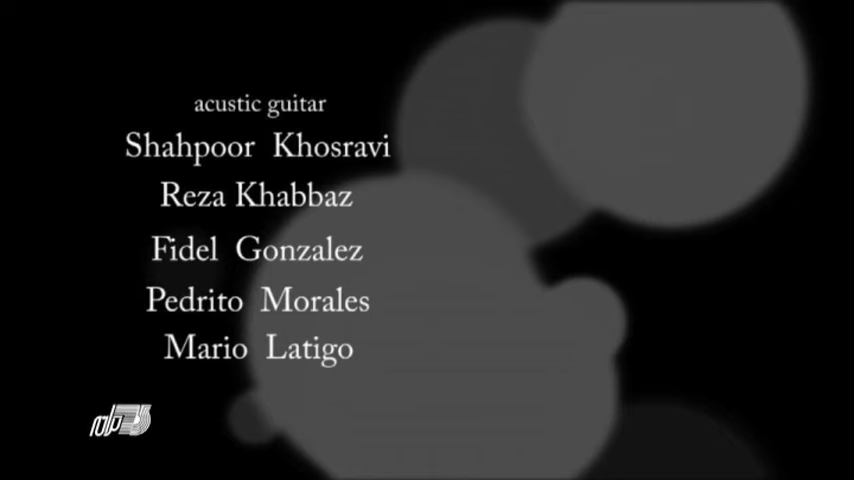 acustic guitar
Shahpoor Khosravi
Reza Khabbaz
Fidel Gonzalez
Pedrito Morales
Mario Latigo